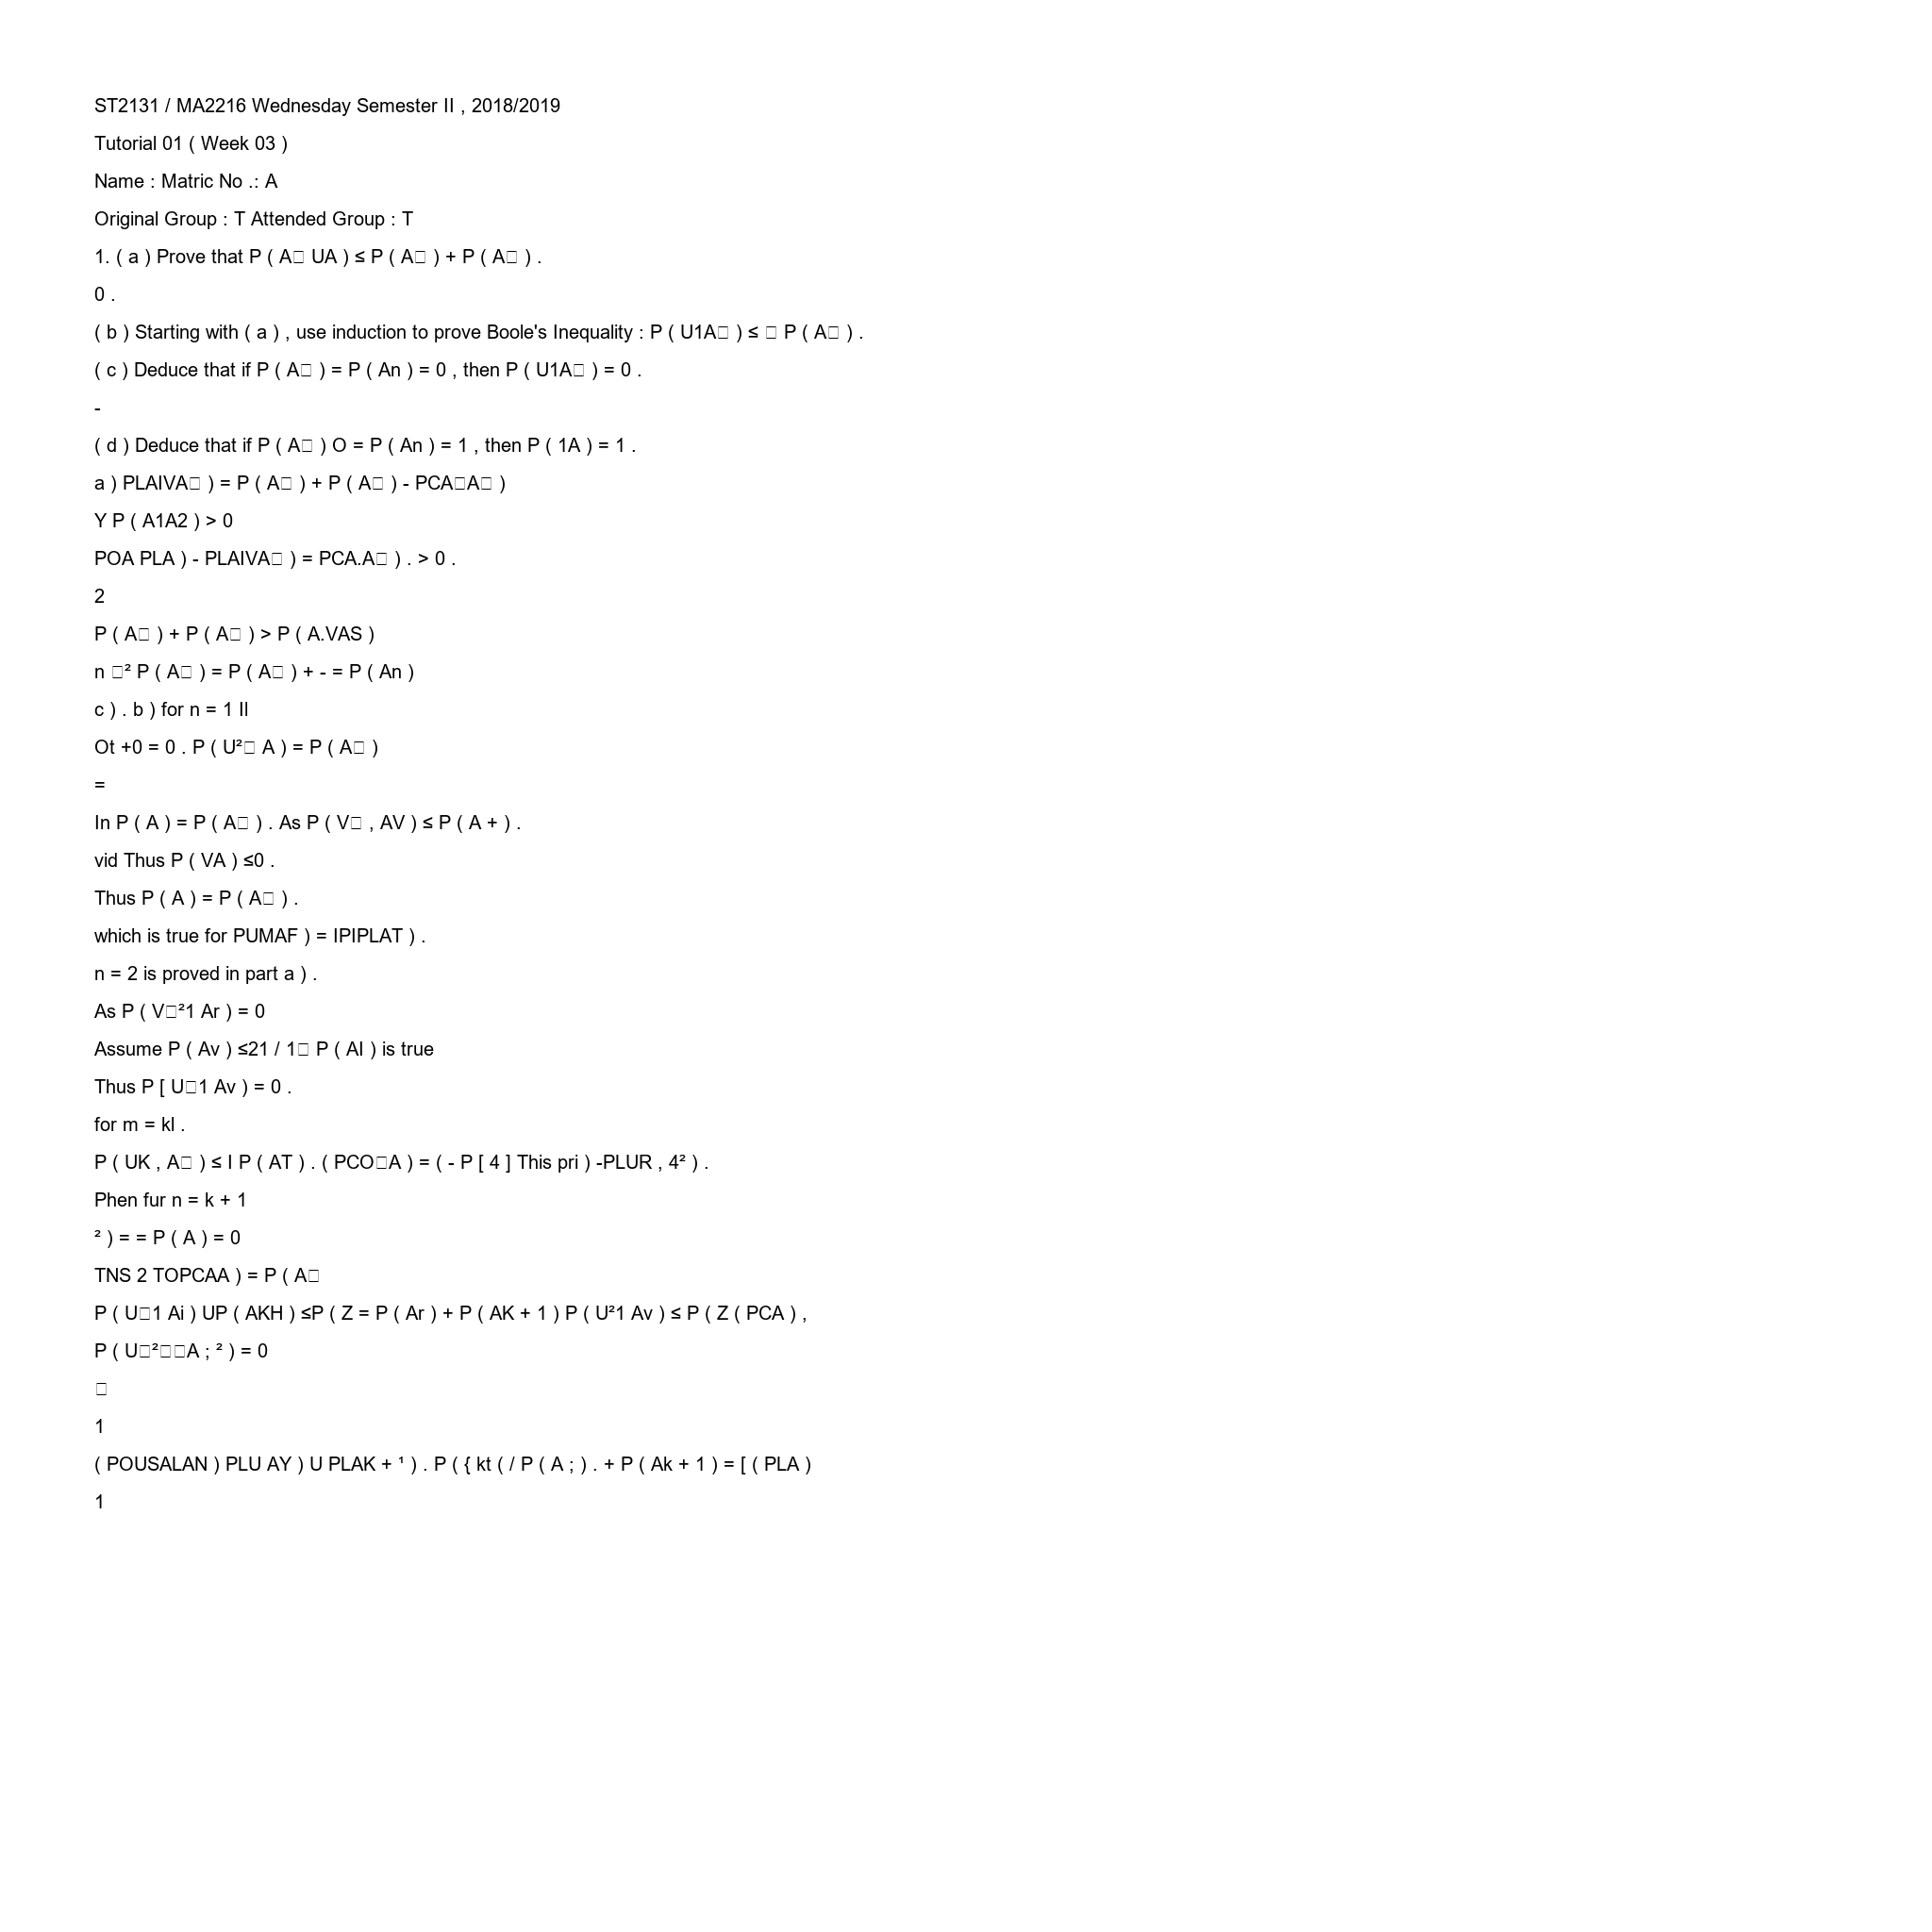 ST2131 / MA2216 Wednesday Semester II , 2018/2019
Tutorial 01 ( Week 03 )
Name : Matric No .: A
Original Group : T Attended Group : T
1. ( a ) Prove that P ( A□ UA ) ≤ P ( A□ ) + P ( A□ ) .
0 .
( b ) Starting with ( a ) , use induction to prove Boole's Inequality : P ( U1A□ ) ≤ □ P ( A□ ) .
( c ) Deduce that if P ( A□ ) = P ( An ) = 0 , then P ( U1A□ ) = 0 .
-
( d ) Deduce that if P ( A□ ) O = P ( An ) = 1 , then P ( 1A ) = 1 .
a ) PLAIVA□ ) = P ( A□ ) + P ( A□ ) - PCA□A□ )
Y P ( A1A2 ) > 0
POA PLA ) - PLAIVA□ ) = PCA.A□ ) . > 0 .
2
P ( A□ ) + P ( A□ ) > P ( A.VAS )
n □² P ( A□ ) = P ( A□ ) + - = P ( An )
c ) . b ) for n = 1 II
Ot +0 = 0 . P ( U²□ A ) = P ( A□ )
=
In P ( A ) = P ( A□ ) . As P ( V□ , AV ) ≤ P ( A + ) .
vid Thus P ( VA ) ≤0 .
Thus P ( A ) = P ( A□ ) .
which is true for PUMAF ) = IPIPLAT ) .
n = 2 is proved in part a ) .
As P ( V□²1 Ar ) = 0
Assume P ( Av ) ≤21 / 1□ P ( AI ) is true
Thus P [ U□1 Av ) = 0 .
for m = kl .
P ( UK , A□ ) ≤ I P ( AT ) . ( PCO□A ) = ( - P [ 4 ] This pri ) -PLUR , 4² ) .
Phen fur n = k + 1
² ) = = P ( A ) = 0
TNS 2 TOPCAA ) = P ( A□
P ( U□1 Ai ) UP ( AKH ) ≤P ( Z = P ( Ar ) + P ( AK + 1 ) P ( U²1 Av ) ≤ P ( Z ( PCA ) ,
P ( U□²□□A ; ² ) = 0
□
1
( POUSALAN ) PLU AY ) U PLAK + ¹ ) . P ( { kt ( / P ( A ; ) . + P ( Ak + 1 ) = [ ( PLA )
1